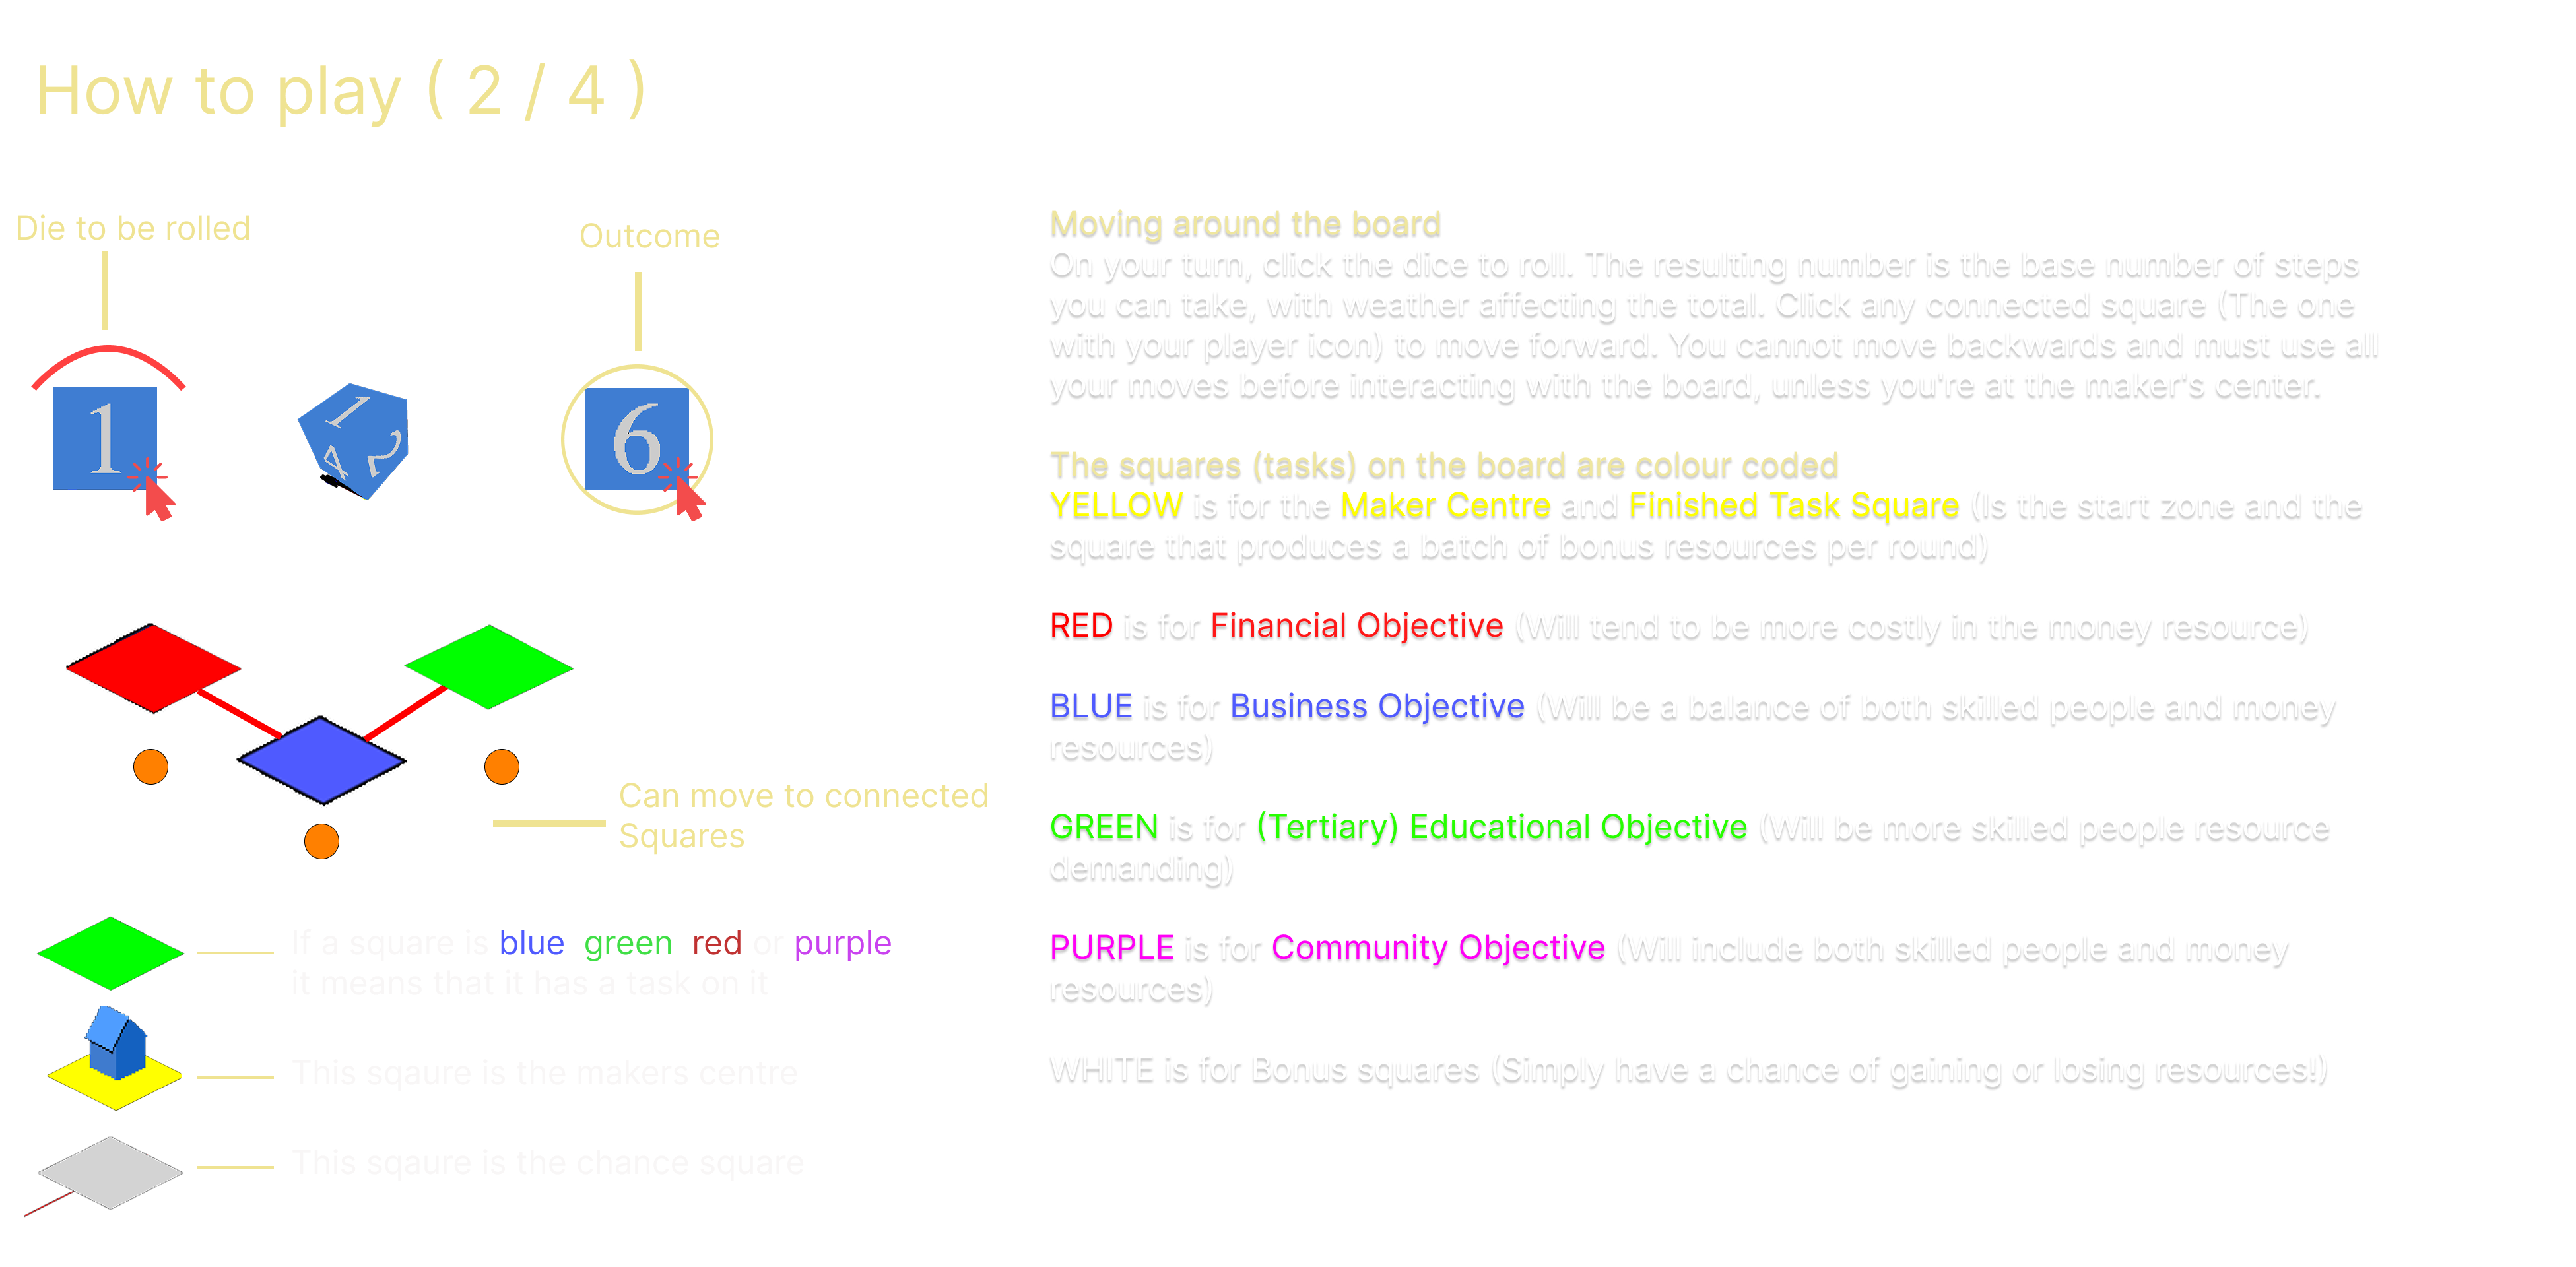 How to play ( 2 / 4 )
Die to be rolled
Outcome
1
1
4
2
6
Can move to connected
Squares
If a square is blue green red or purple
it means that it has a task on it
This sqaure is the makers centre
This sqaure is the chance square
Moving around the board
On your turn, click the dice to roll. The resulting number is the base number of steps
you can take, with weather affecting the total. Click any connected square (The one
with your player icon) to move forward. You cannot move backwards and must use all
your moves before interacting with the board, unless you're at the maker's center.
The squares (tasks) on the board are colour coded
YELLOW is for the Maker Centre and Finished Task Square (Is the start zone and the
square that produces a batch of bonus resources per round)
RED is for Financial Objective (Will tend to be more costly in the money resource)
BLUE is for Business Objective (Will be a balance of both skilled people and money
resources)
GREEN is for (Tertiary) Educational Objective (Will be more skilled people resource
demanding)
PURPLE is for Community Objective (Will include both skilled people and money
resources)
WHITE is for Bonus squares (Simply have a chance of gaining or losing resources!)